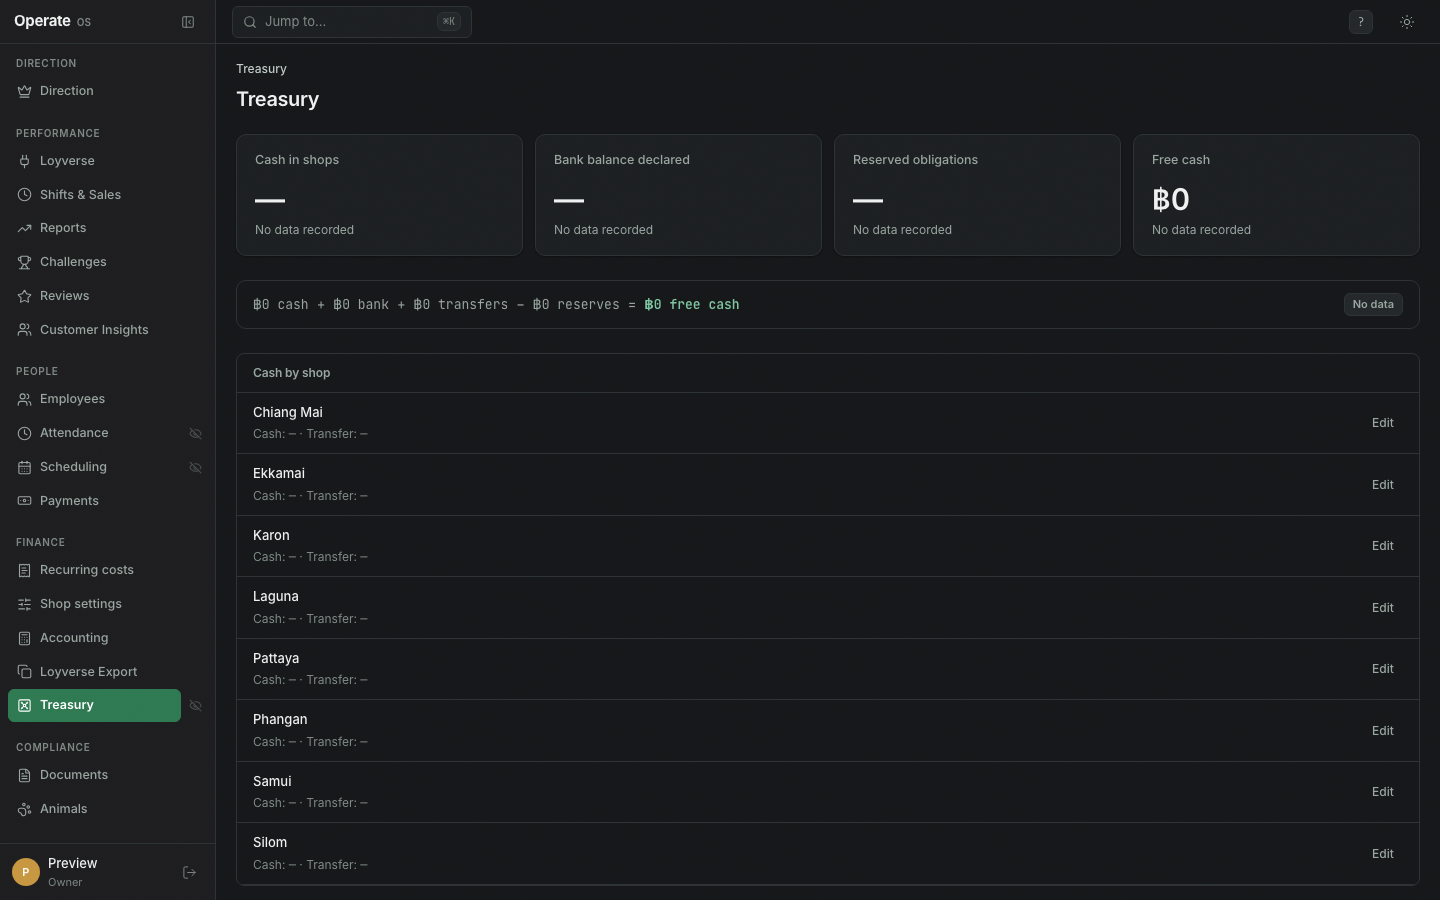 Operate OS
Jump to...
⌘K
?
DIRECTION
Direction
PERFORMANCE
Loyverse
Shifts & Sales
Reports
Challenges
Reviews
Customer Insights
PEOPLE
Employees
Attendance
Scheduling
Payments
FINANCE
Recurring costs
Shop settings
Accounting
Loyverse Export
Treasury
COMPLIANCE
Documents
Animals
P
Preview
Owner
Treasury
Treasury
Cash in shops
—
No data recorded
Bank balance declared
—
No data recorded
Reserved obligations
—
No data recorded
Free cash
฿0
No data recorded
฿0 cash + ฿0 bank + ฿0 transfers − ฿0 reserves = ฿0 free cash
No data
Cash by shop
Chiang Mai
Cash: — · Transfer: —
Edit
Ekkamai
Cash: — · Transfer: —
Edit
Karon
Cash: — · Transfer: —
Edit
Laguna
Cash: — · Transfer: —
Edit
Pattaya
Cash: — · Transfer: —
Edit
Phangan
Cash: — · Transfer: —
Edit
Samui
Cash: — · Transfer: —
Edit
Silom
Cash: — · Transfer: —
Edit